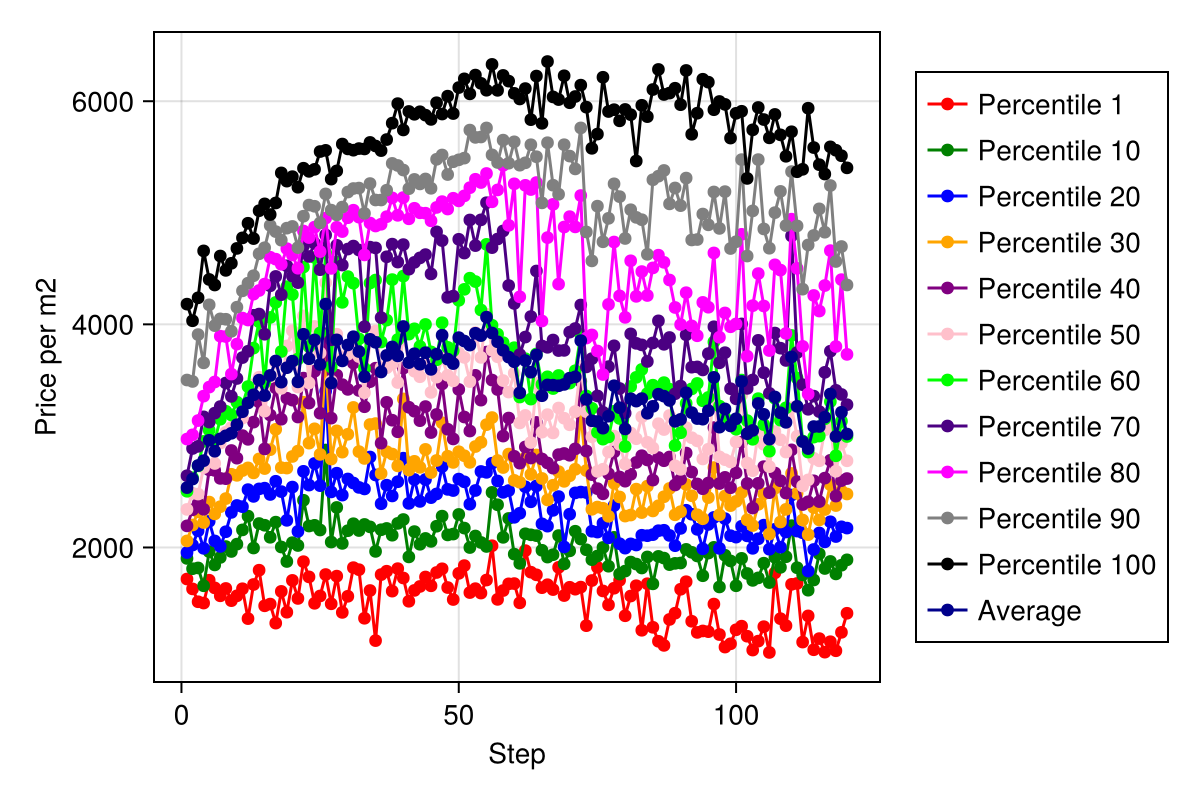 6000
4000
2000
Price per m2
0
50
100
Step
Percentile 1
Percentile 10
Percentile 20
Percentile 30
Percentile 40
Percentile 50
Percentile 60
Percentile 70
Percentile 80
Percentile 90
Percentile 100
Average